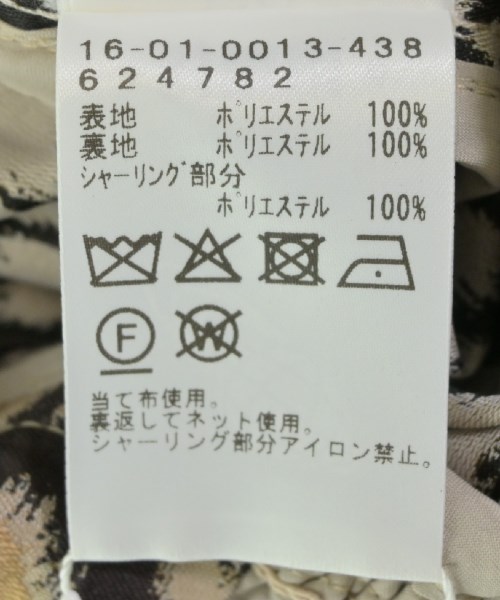 16-01-0013-438
624782
表地 ポリエステル 100%
裏地 ポリエステル 100%
シャーリング部分
ポリエステル 100%
F W
当て布使用。
裏返してネット使用。
シャーリング部分アイロン禁止。